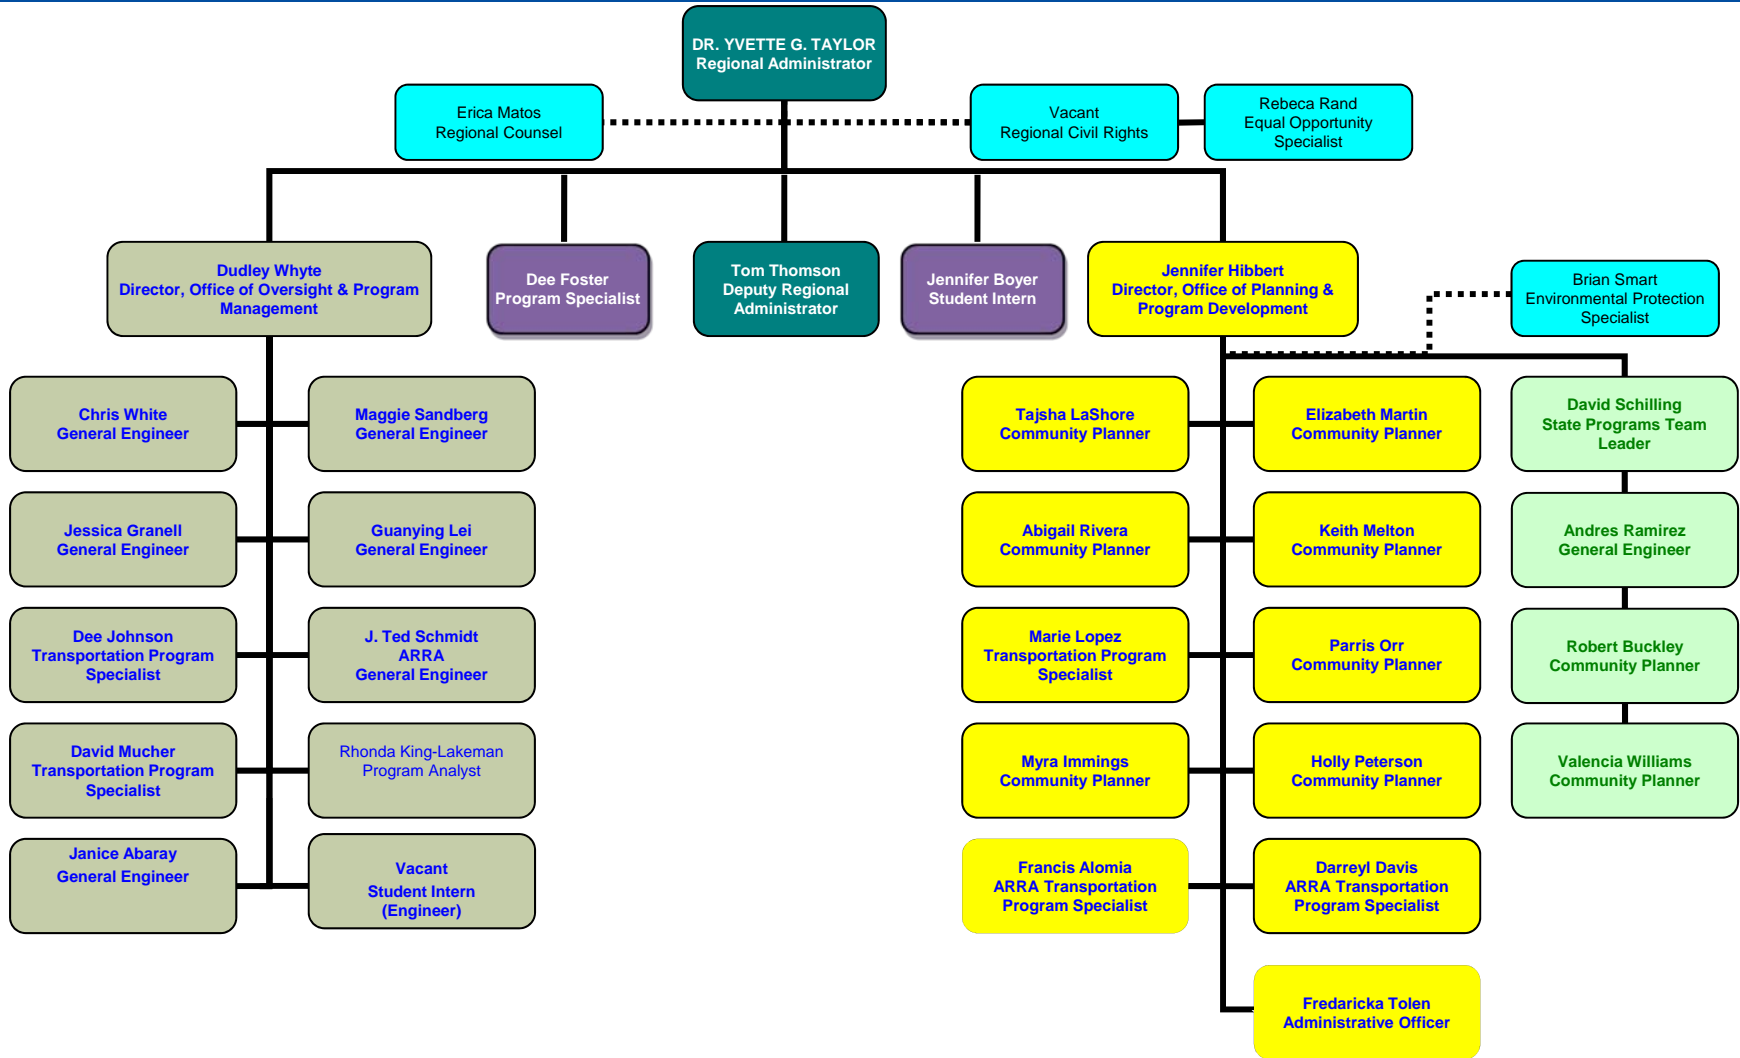 DR. YVETTE G. TAYLOR
Regional Administrator
Erica Matos
Regional Counsel
Vacant
Regional Civil Rights
Rebeca Rand
Equal Opportunity
Specialist
Dudley Whyte
Director, Office of Oversight & Program
Management
Dee Foster
Program Specialist
Tom Thomson
Deputy Regional
Administrator
Jennifer Boyer
Student Intern
Jennifer Hibbert
Director, Office of Planning &
Program Development
Brian Smart
Environmental Protection
Specialist
Chris White
General Engineer
Maggie Sandberg
General Engineer
Tajsha LaShore
Community Planner
Elizabeth Martin
Community Planner
David Schilling
State Programs Team
Leader
Jessica Granell
General Engineer
Guanying Lei
General Engineer
Abigail Rivera
Community Planner
Keith Melton
Community Planner
Andres Ramirez
General Engineer
Dee Johnson
Transportation Program
Specialist
J. Ted Schmidt
ARRA
General Engineer
Marie Lopez
Transportation Program
Specialist
Parris Orr
Community Planner
Robert Buckley
Community Planner
David Mucher
Transportation Program
Specialist
Rhonda King-Lakeman
Program Analyst
Myra Immings
Community Planner
Holly Peterson
Community Planner
Valencia Williams
Community Planner
Janice Abaray
General Engineer
Vacant
Student Intern
(Engineer)
Francis Alomia
ARRA Transportation
Program Specialist
Darreyl Davis
ARRA Transportation
Program Specialist
Fredaricka Tolen
Administrative Officer